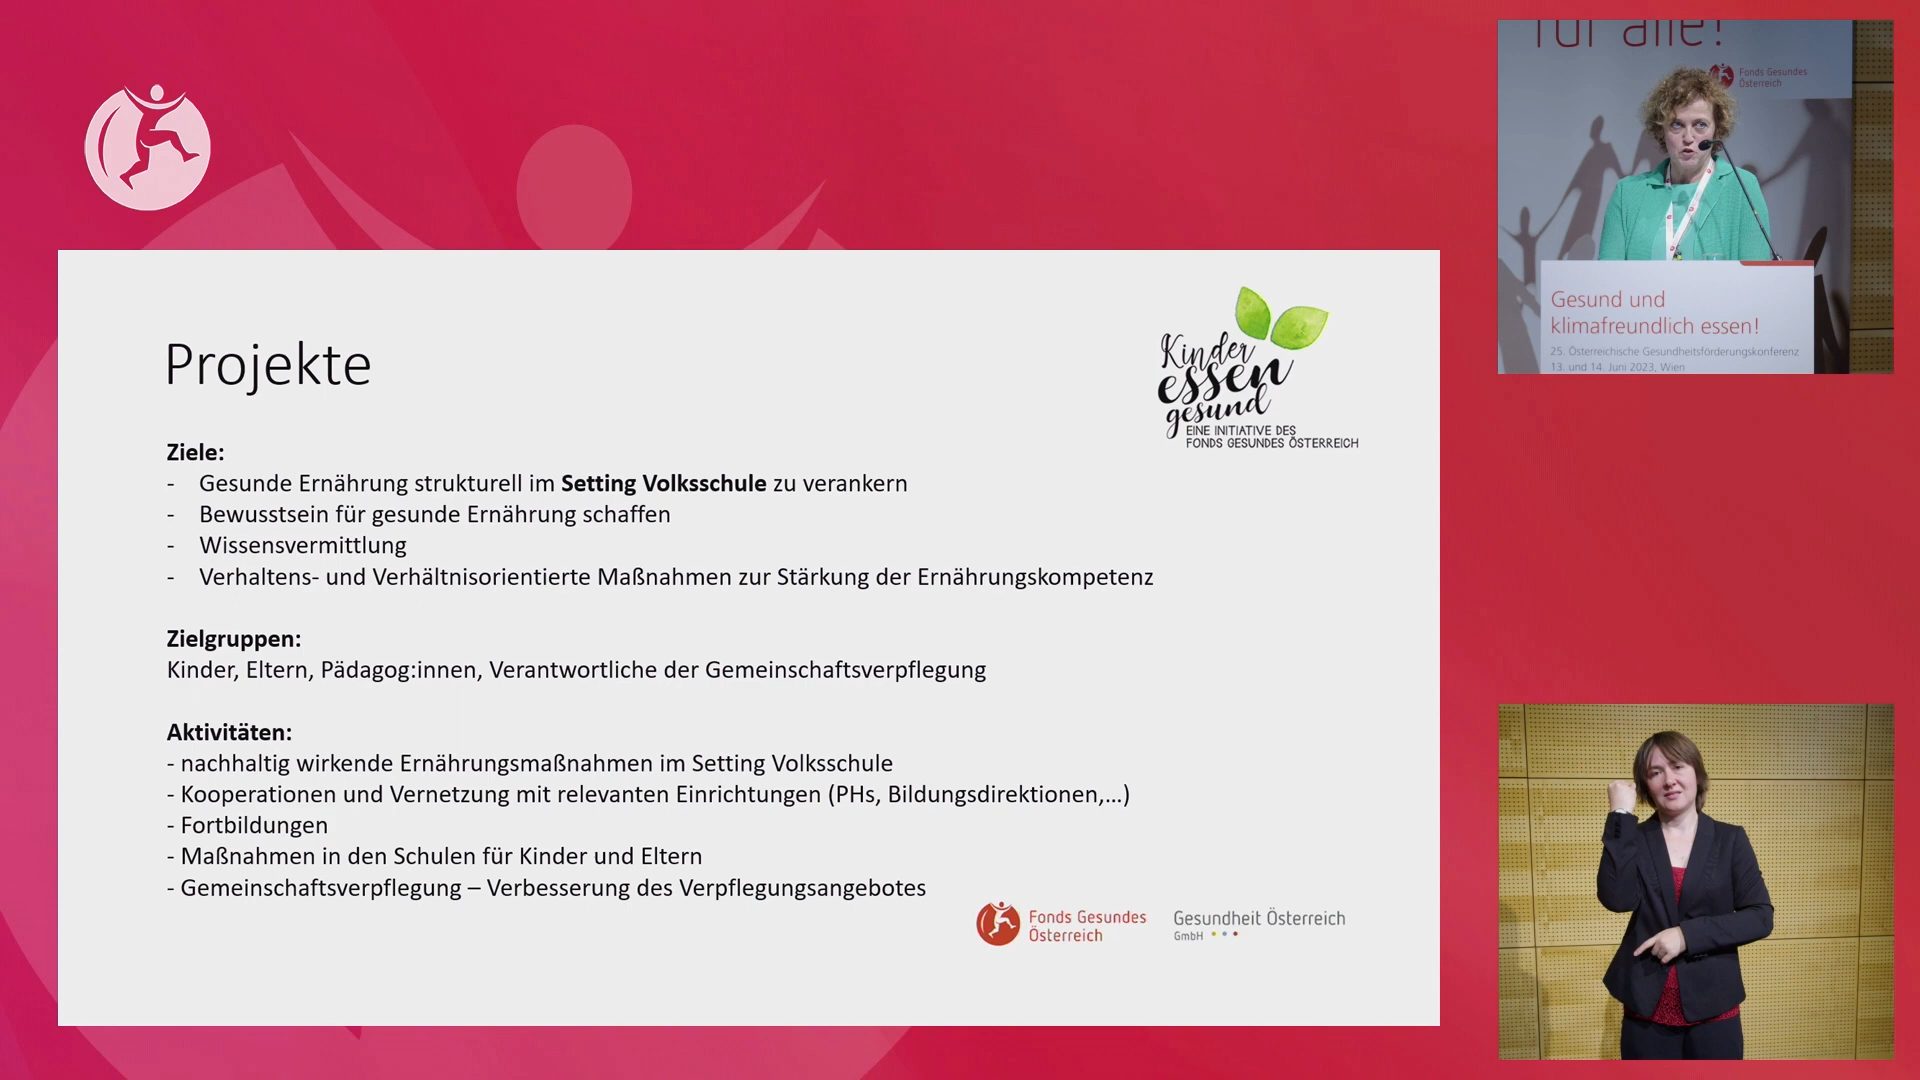 für alle!
Fonds Gesundes
Österreich
Gesund und
klimafreundlich essen!
25. Österreichische Gesundheitsförderungskonferenz
13. und 14. Juni 2023, Wien
Kinder
essen
gesund
EINE INITIATIVE DES
FONDS GESUNDES ÖSTERREICH
Projekte
Ziele:
- Gesunde Ernährung strukturell im Setting Volksschule zu verankern
- Bewusstsein für gesunde Ernährung schaffen
- Wissensvermittlung
- Verhaltens- und Verhältnisorientierte Maßnahmen zur Stärkung der Ernährungskompetenz
Zielgruppen:
Kinder, Eltern, Pädagog:innen, Verantwortliche der Gemeinschaftsverpflegung
Aktivitäten:
- nachhaltig wirkende Ernährungsmaßnahmen im Setting Volksschule
- Kooperationen und Vernetzung mit relevanten Einrichtungen (PHs, Bildungsdirektionen,...)
- Fortbildungen
- Maßnahmen in den Schulen für Kinder und Eltern
- Gemeinschaftsverpflegung – Verbesserung des Verpflegungsangebotes
Fonds Gesundes
Österreich
Gesundheit Österreich
GmbH